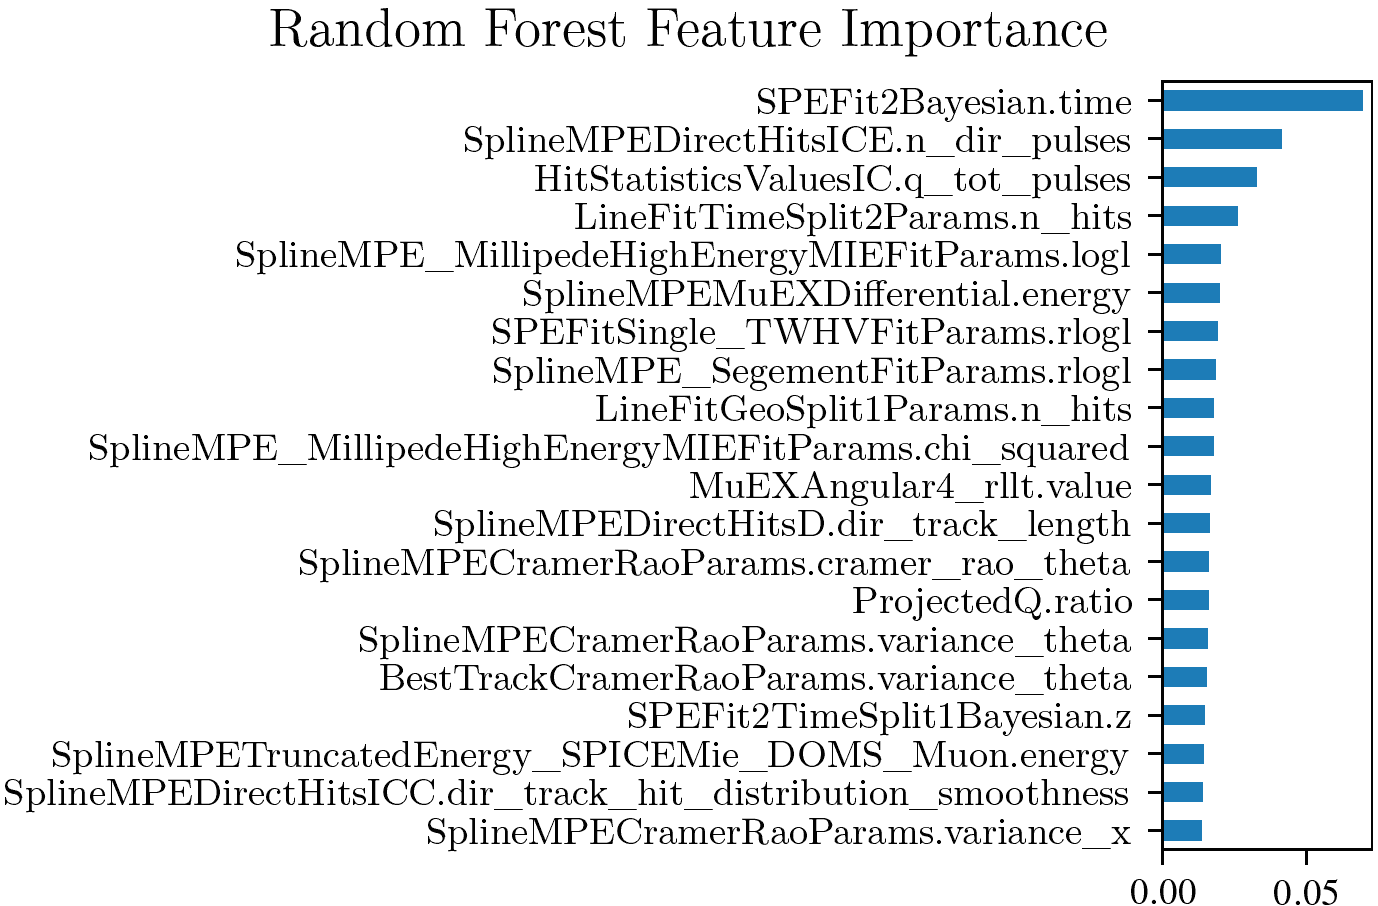 Random Forest Feature Importance
SPEFit2Bayesian.time
SplineMPEDirectHitsICE.n_dir_pulses
HitStatisticsValuesIC.q_tot_pulses
LineFitTimeSplit2Params.n_hits
SplineMPE_MillipedeHighEnergyMIEFitParams.logl
SplineMPEMuEXDifferential.energy
SPEFitSingle_TWHVFitParams.rlogl
SplineMPE_SegementFitParams.rlogl
LineFitGeoSplit1Params.n_hits
SplineMPE_MillipedeHighEnergyMIEFitParams.chi_squared
MuEXAngular4_rllt.value
SplineMPEDirectHitsD.dir_track_length
SplineMPECramerRaoParams.cramer_rao_theta
ProjectedQ.ratio
SplineMPECramerRaoParams.variance_theta
BestTrackCramerRaoParams.variance_theta
SPEFit2TimeSplit1Bayesian.z
SplineMPETruncatedEnergy_SPICEMie_DOMS_Muon.energy
SplineMPEDirectHitsICC.dir_track_hit_distribution_smoothness
SplineMPECramerRaoParams.variance_x
0.00 0.05